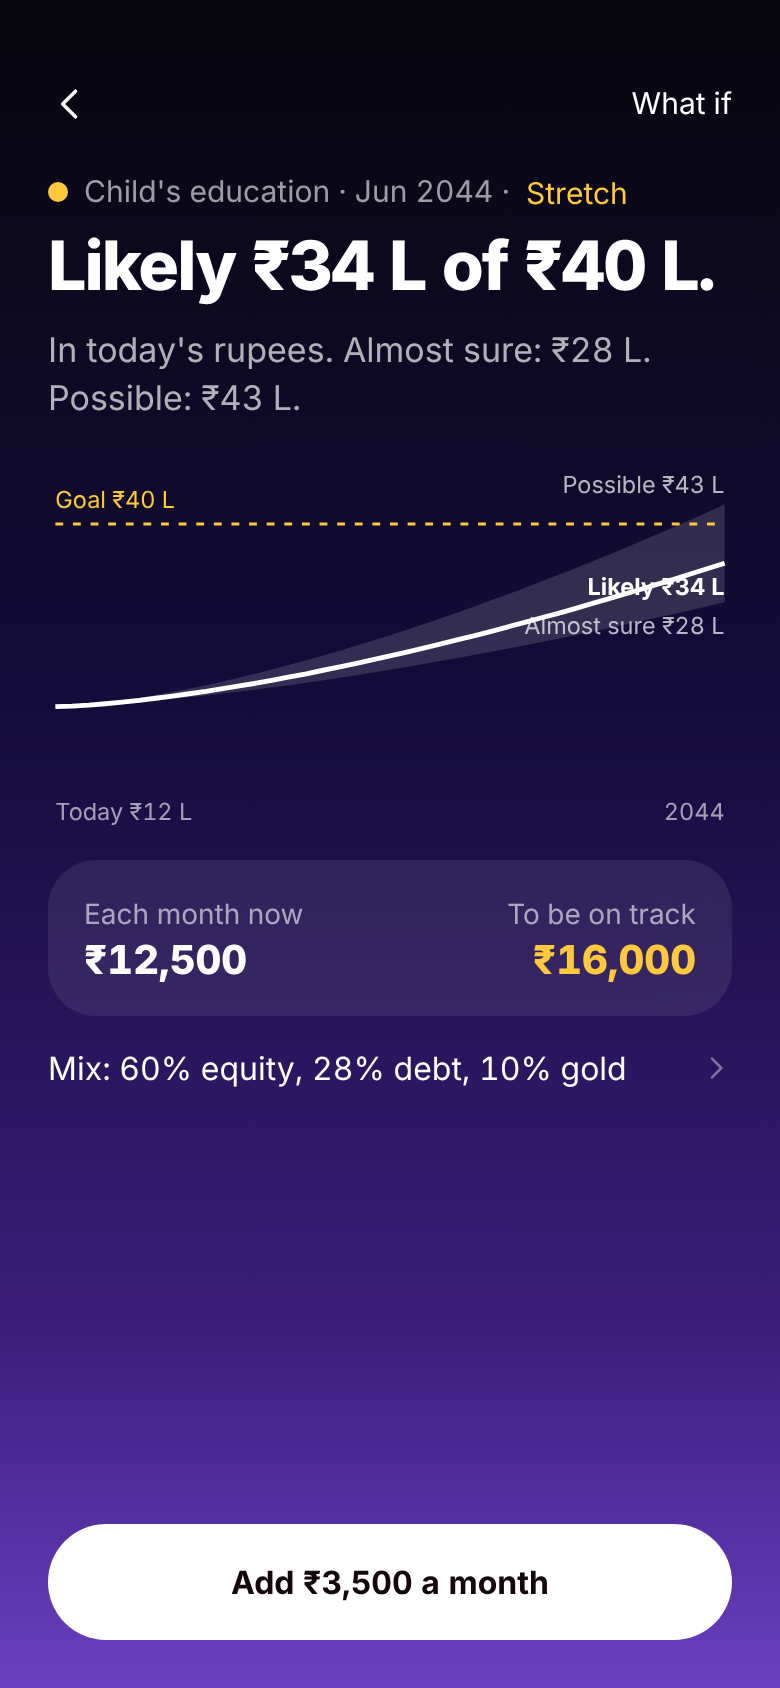 What if
Child's education · Jun 2044 · Stretch
Likely ₹34 L of ₹40 L.
In today's rupees. Almost sure: ₹28 L.
Possible: ₹43 L.
Possible ₹43 L
Goal ₹40 L
Likely ₹34 L
Almost sure ₹28 L
Today ₹12 L 2044
Each month now To be on track
₹12,500 ₹16,000
Mix: 60% equity, 28% debt, 10% gold
Add ₹3,500 a month